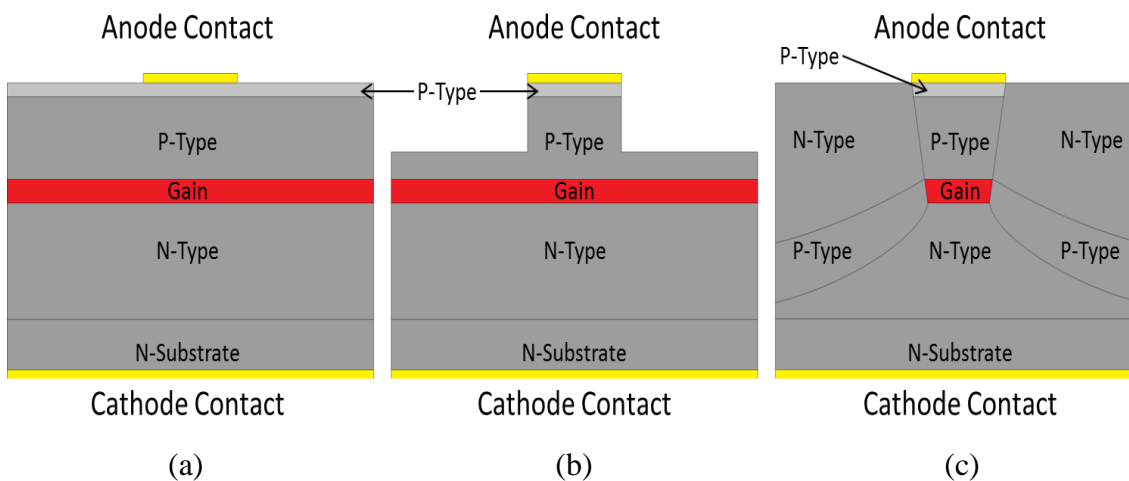 Anode Contact
Anode Contact
Anode Contact
P-Type
P-Type
P-Type
P-Type
N-Type
P-Type
N-Type
Gain
Gain
Gain
N-Type
N-Type
P-Type
N-Type
P-Type
N-Substrate
N-Substrate
N-Substrate
Cathode Contact
Cathode Contact
Cathode Contact
(a)
(b)
(c)